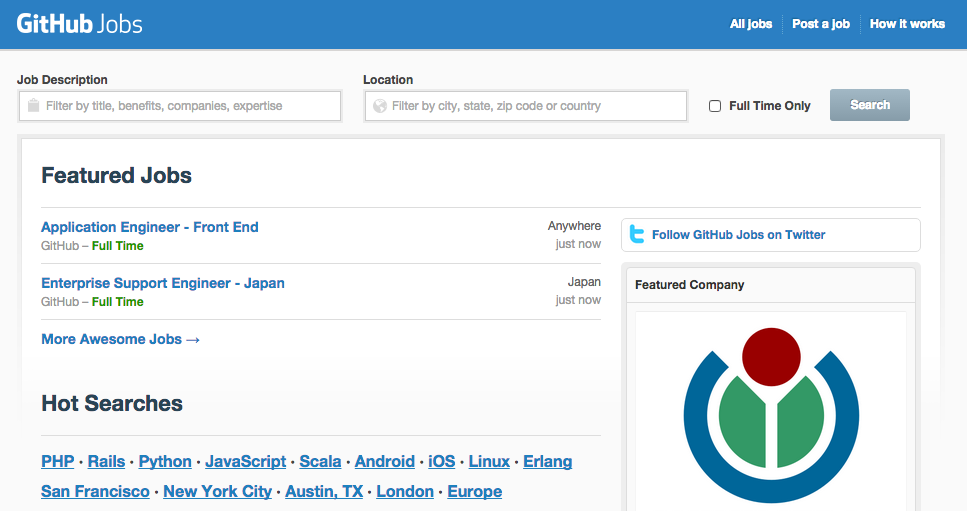 GitHub Jobs
All jobs Post a job How it works
Job Description
Filter by title, benefits, companies, expertise
Location
Filter by city, state, zip code or country
Full Time Only
Search
Featured Jobs
Application Engineer - Front End
Anywhere
GitHub – Full Time
just now
Enterprise Support Engineer - Japan
Japan
GitHub – Full Time
just now
More Awesome Jobs →
Follow GitHub Jobs on Twitter
Featured Company
Hot Searches
PHP · Rails · Python · JavaScript · Scala · Android · iOS · Linux · Erlang
San Francisco · New York City · Austin, TX · London · Europe